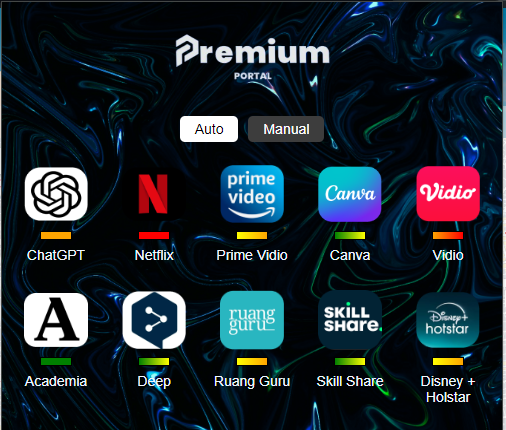 Premium
PORTAL
Auto Manual
prime video
Canva
Vidio
ChatGPT Netflix Prime Vidio Canva Vidio
A
ruang guru
SKILL SHARE.
Disney+ hotstar
Academia Deep Ruang Guru Skill Share Disney + Holstar